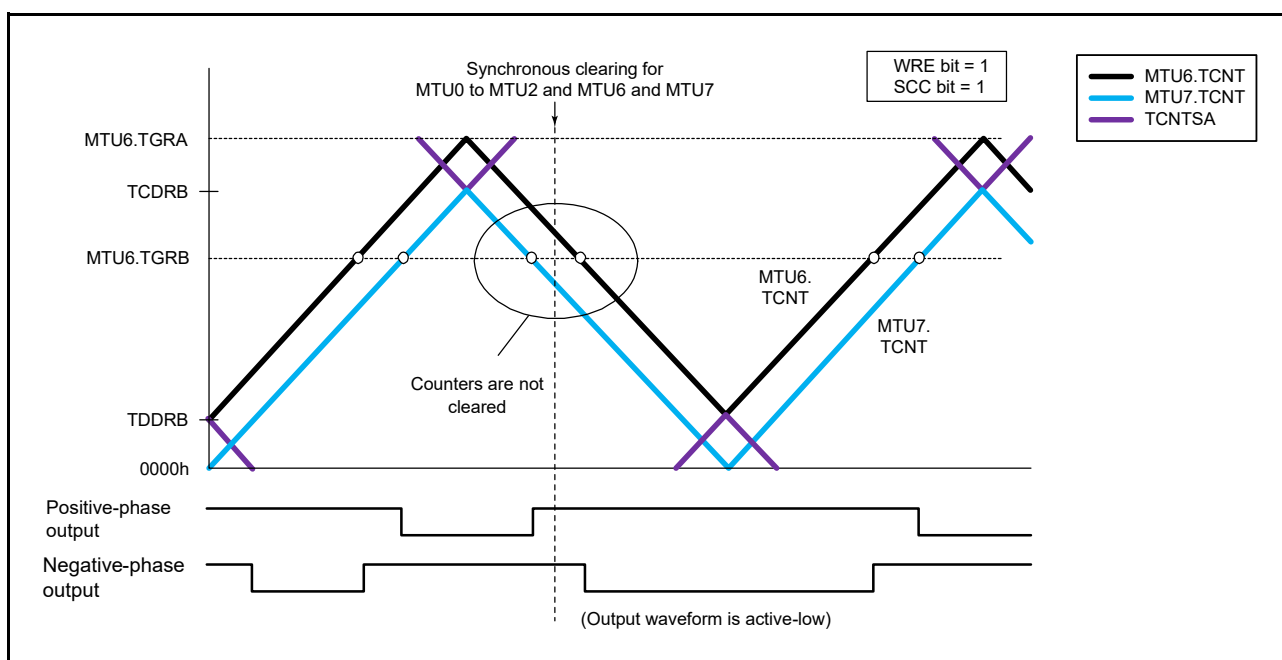 Synchronous clearing for
MTU0 to MTU2 and MTU6 and MTU7
WRE bit = 1
SCC bit = 1
MTU6.TCNT
MTU7.TCNT
TCNTSA
MTU6.TGRA
TCDRB
MTU6.TGRB
MTU6.
TCNT
MTU7.
TCNT
Counters are not
cleared
TDDRB
0000h
Positive-phase
output
Negative-phase
output
(Output waveform is active-low)